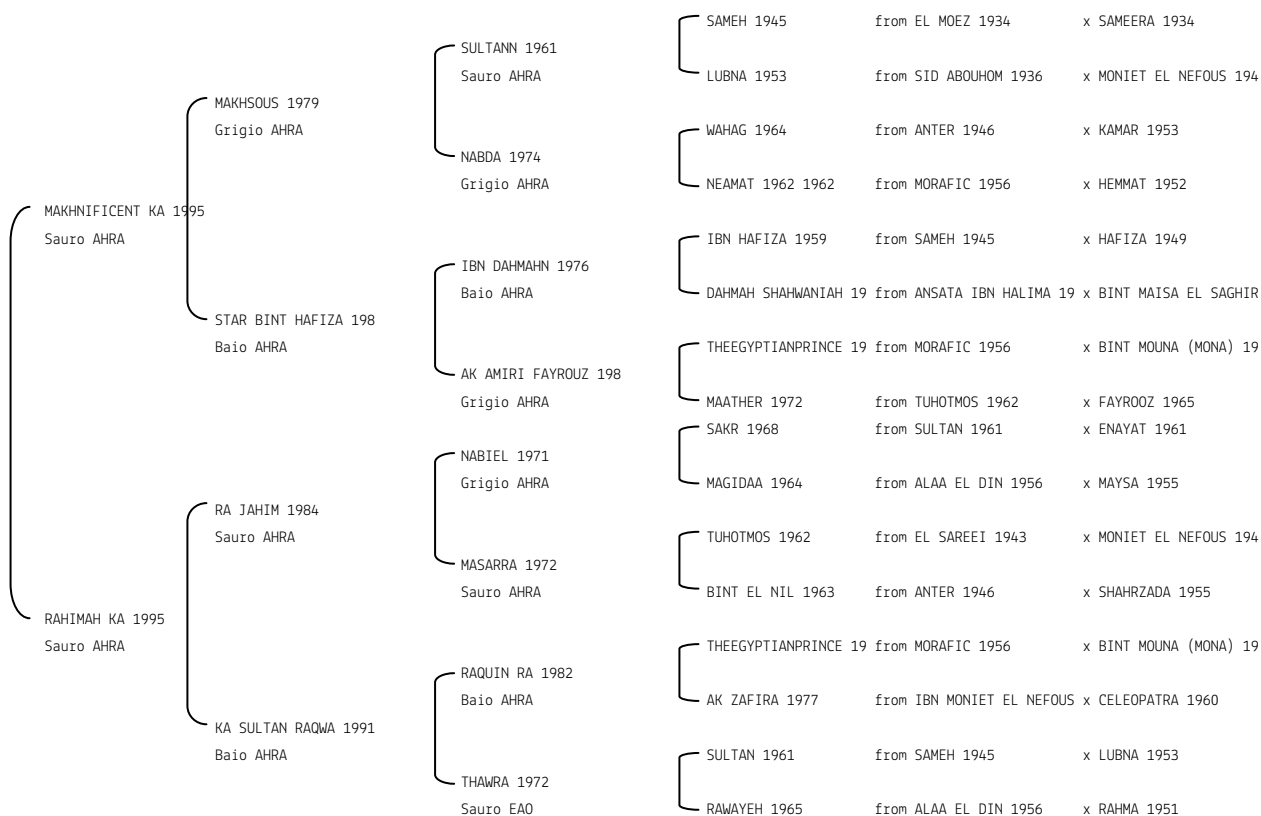 SAMEH 1945 from EL MOEZ 1934 x SAMEERA 1934
SULTANN 1961
Sauro AHRA
LUBNA 1953 from SID ABOUHOM 1936 x MONIET EL NEFOUS 194
MAKHSOUS 1979
Grigio AHRA
WAHAG 1964 from ANTER 1946 x KAMAR 1953
NABDA 1974
Grigio AHRA
NEAMAT 1962 1962 from MORAFIC 1956 x HEMMAT 1952
MAKHNIFICENT KA 1995
Sauro AHRA
IBN HAFIZA 1959 from SAMEH 1945 x HAFIZA 1949
IBN DAHMAHN 1976
Baio AHRA
DAHMAH SHAHWANIAH 19 from ANSATA IBN HALIMA 19 x BINT MAISA EL SAGHIR
STAR BINT HAFIZA 198
Baio AHRA
THEEGYPTIANPRINCE 19 from MORAFIC 1956 x BINT MOUNA (MONA) 19
AK AMIRI FAYROUZ 198
Grigio AHRA
MAATHER 1972 from TUHOTMOS 1962 x FAYROOZ 1965
SAKR 1968 from SULTAN 1961 x ENAYAT 1961
NABIEL 1971
Grigio AHRA
MAGIDAA 1964 from ALAA EL DIN 1956 x MAYSA 1955
RA JAHIM 1984
Sauro AHRA
TUHOTMOS 1962 from EL SAREEI 1943 x MONIET EL NEFOUS 194
MASARRA 1972
Sauro AHRA
BINT EL NIL 1963 from ANTER 1946 x SHAHRZADA 1955
RAHIMAH KA 1995
Sauro AHRA
THEEGYPTIANPRINCE 19 from MORAFIC 1956 x BINT MOUNA (MONA) 19
RAQUIN RA 1982
Baio AHRA
AK ZAFIRA 1977 from IBN MONIET EL NEFOUS x CELEOPATRA 1960
KA SULTAN RAQWA 1991
Baio AHRA
SULTAN 1961 from SAMEH 1945 x LUBNA 1953
THAWRA 1972
Sauro EAO
RAWAYEH 1965 from ALAA EL DIN 1956 x RAHMA 1951